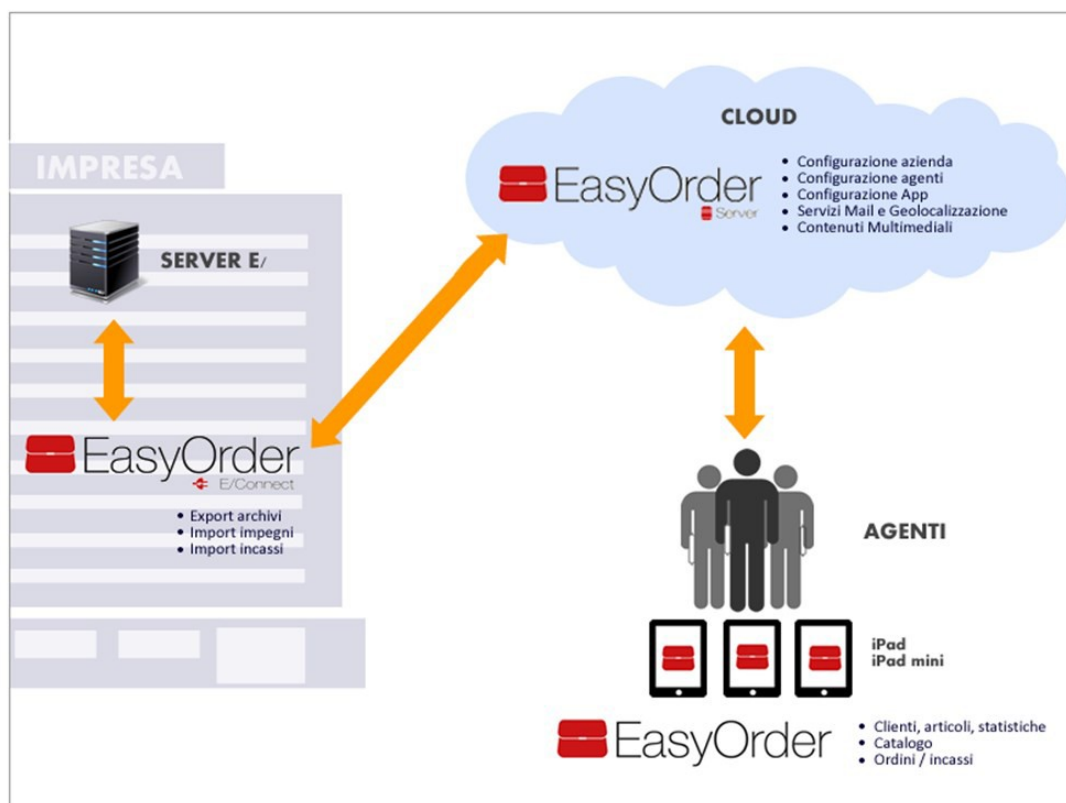 IMPRESA
SERVER E/
EasyOrder
E/Connect
• Export archivi
• Import impegni
• Import incassi
CLOUD
EasyOrder
Server
• Configurazione azienda
• Configurazione agenti
• Configurazione App
• Servizi Mail e Geolocalizzazione
• Contenuti Multimediali
AGENTI
iPad
iPad mini
EasyOrder
• Clienti, articoli, statistiche
• Catalogo
• Ordini / incassi